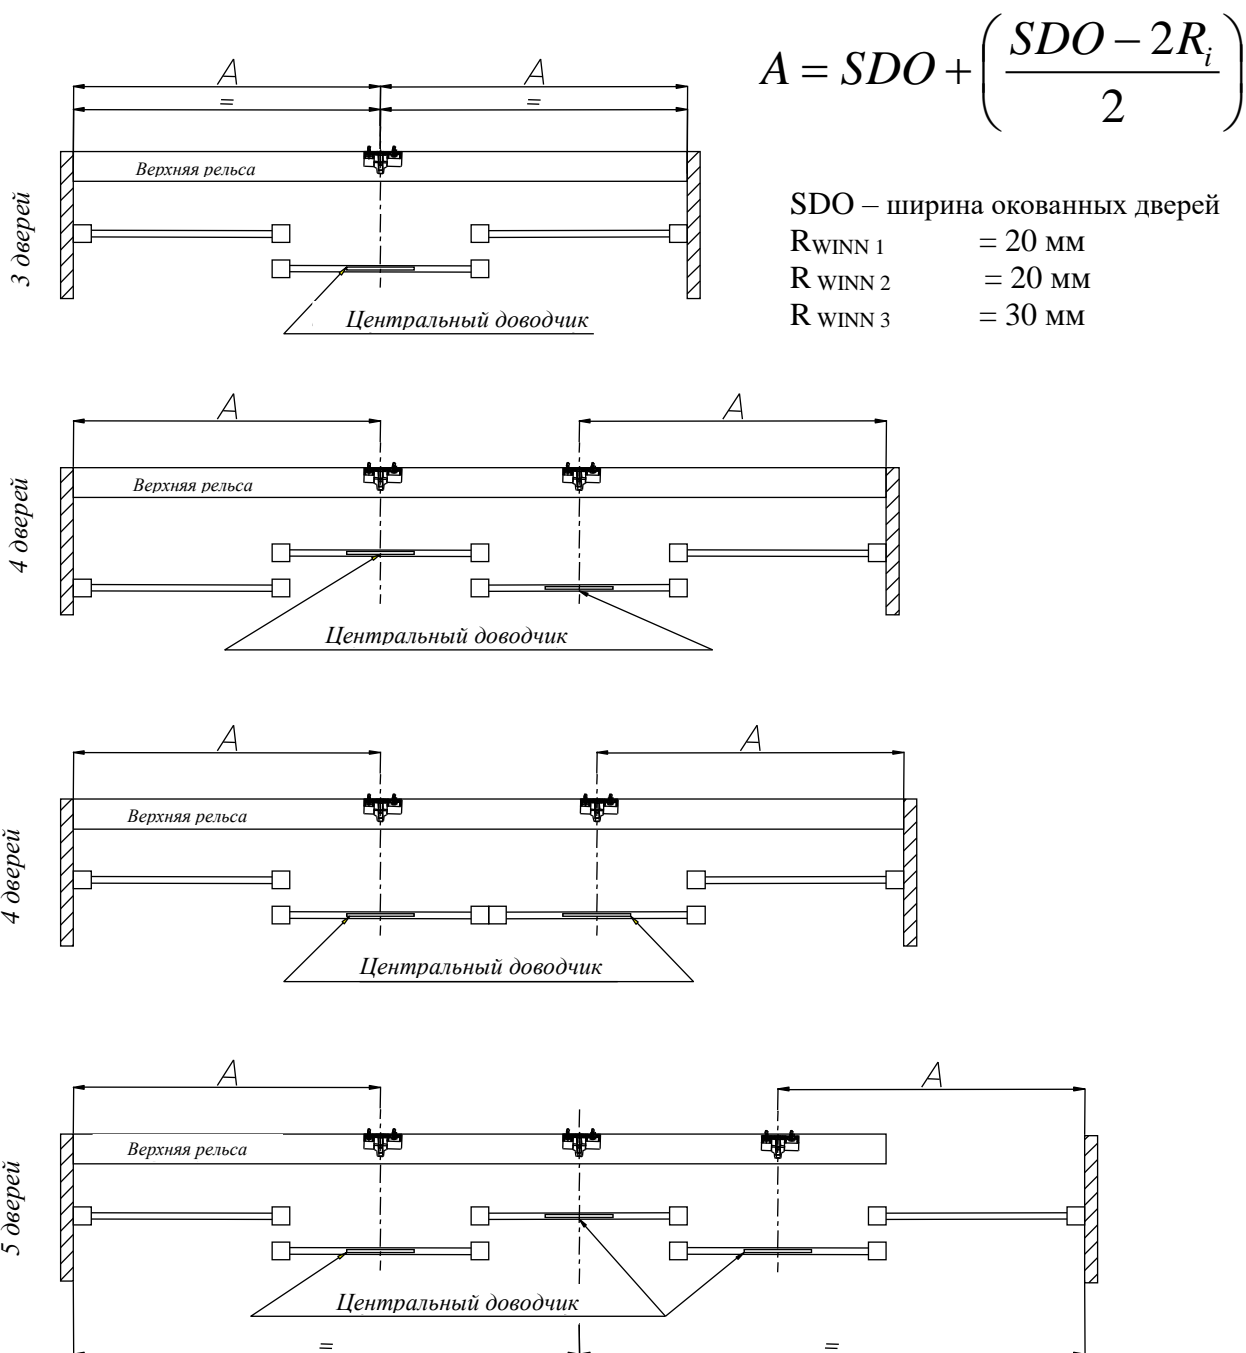 A = SDO + ( (SDO − 2R_i) / 2 )
A A
= =
3 дверей
Верхняя рельса
Центральный доводчик
SDO – ширина окованных дверей
R WINN 1 = 20 мм
R WINN 2 = 20 мм
R WINN 3 = 30 мм
A A
4 дверей
Верхняя рельса
Центральный доводчик
A A
4 дверей
Верхняя рельса
Центральный доводчик
A A
5 дверей
Верхняя рельса
Центральный доводчик
= =